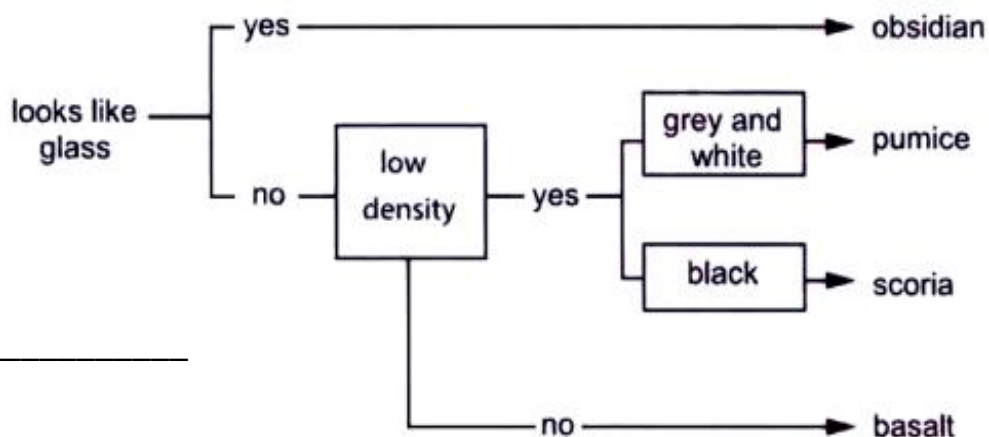 yes
obsidian
looks like
glass
grey and
white
pumice
low
density
no
yes
black
scoria
no
basalt